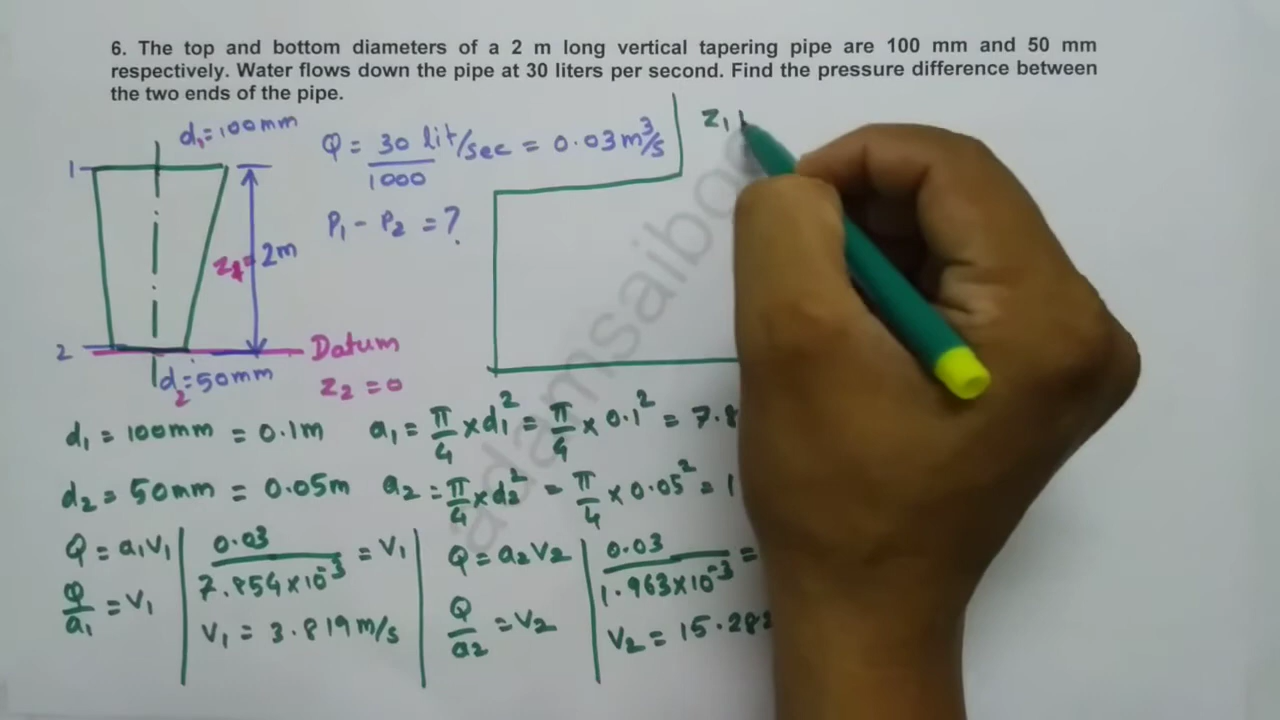 6. The top and bottom diameters of a 2 m long vertical tapering pipe are 100 mm and 50 mm
respectively. Water flows down the pipe at 30 liters per second. Find the pressure difference between
the two ends of the pipe.
d₁=100mm
1
Q = 30/1000 lit/sec = 0.03 m³/s
Z₁
P₁ - P₂ = ?
Z₁ = 2m
2
Datum
d₂=50mm
Z₂ = 0
d₁ = 100mm = 0.1m a₁ = π/4 × d₁² = π/4 × 0.1² = 7.8
d₂ = 50mm = 0.05m a₂ = π/4 × d₂² = π/4 × 0.05² = 1
Q = a₁V₁
Q/a₁ = V₁
0.03/7.854×10⁻³ = V₁
V₁ = 3.819 m/s
Q = a₂V₂
Q/a₂ = V₂
0.03/1.963×10⁻³ =
V₂ = 15.282
adamsaibo